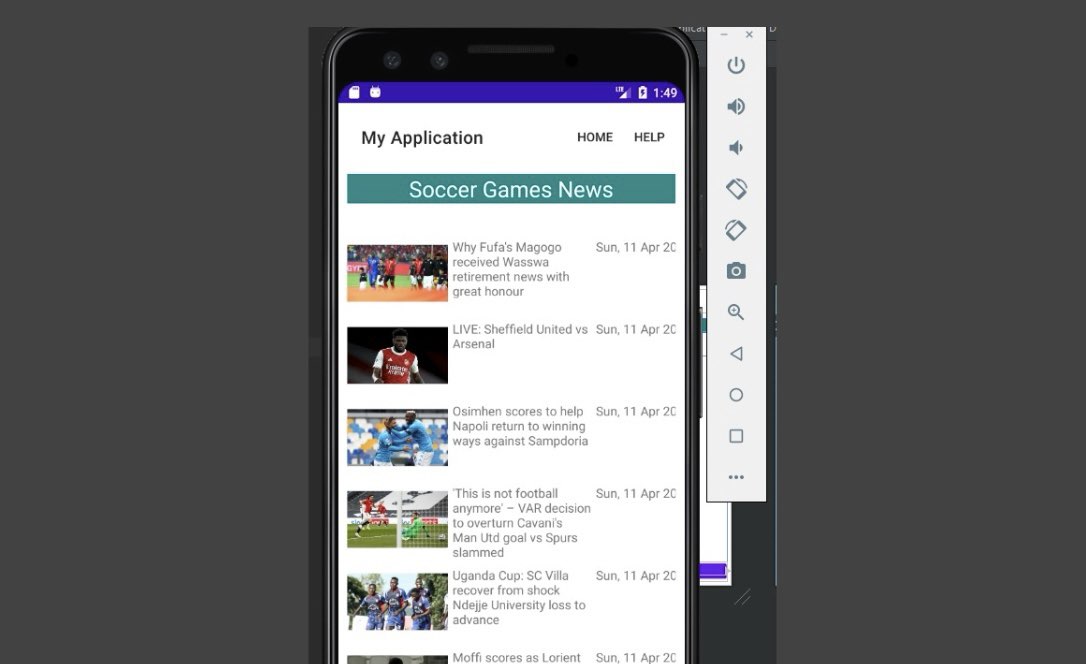 LTE 1:49
My Application HOME HELP
Soccer Games News
Why Fufa's Magogo Sun, 11 Apr 20
received Wasswa
retirement news with
great honour
LIVE: Sheffield United vs Sun, 11 Apr 20
Arsenal
Osimhen scores to help Sun, 11 Apr 20
Napoli return to winning
ways against Sampdoria
'This is not football Sun, 11 Apr 20
anymore' – VAR decision
to overturn Cavani's
Man Utd goal vs Spurs
slammed
Uganda Cup: SC Villa Sun, 11 Apr 20
recover from shock
Ndejje University loss to
advance
Moffi scores as Lorient Sun, 11 Apr 20